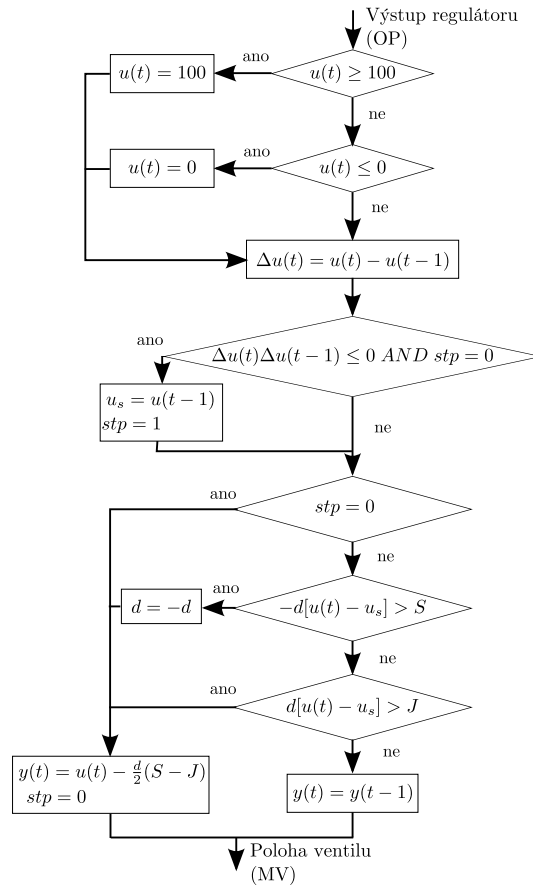 Výstup regulátoru
(OP)
ano
u(t) = 100
u(t) ≥ 100
ne
ano
u(t) = 0
u(t) ≤ 0
ne
Δu(t) = u(t) − u(t − 1)
ano
Δu(t)Δu(t − 1) ≤ 0 AND stp = 0
u_s = u(t − 1)
stp = 1
ne
ano
stp = 0
ne
ano
d = −d
−d[u(t) − u_s] > S
ne
ano
d[u(t) − u_s] > J
ne
y(t) = u(t) − \frac{d}{2}(S − J)
stp = 0
y(t) = y(t − 1)
Poloha ventilu
(MV)